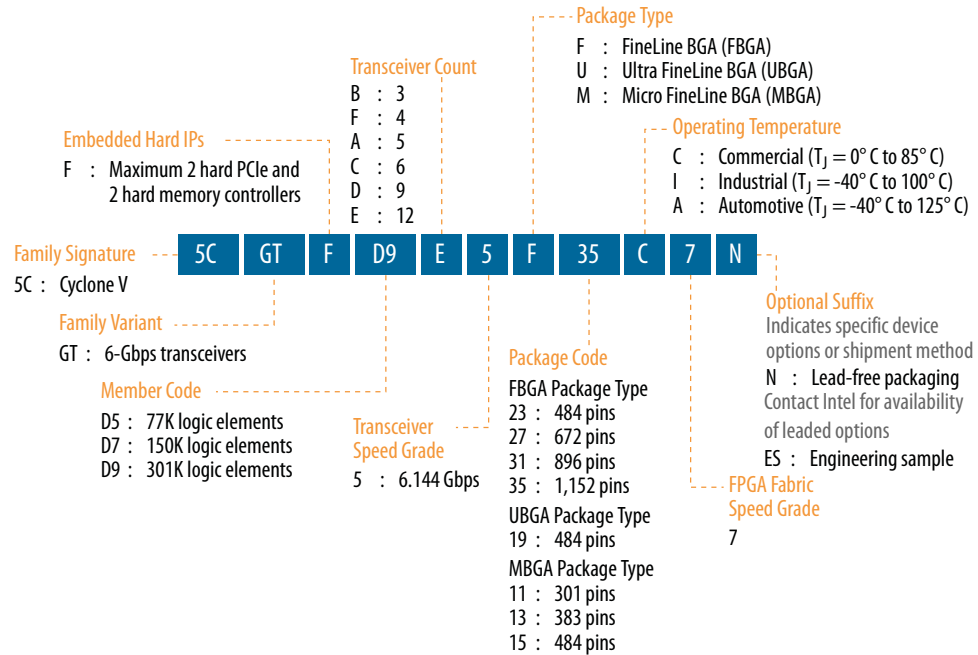 Package Type
F : FineLine BGA (FBGA)
U : Ultra FineLine BGA (UBGA)
M : Micro FineLine BGA (MBGA)
Transceiver Count
B : 3
F : 4
A : 5
C : 6
D : 9
E : 12
Embedded Hard IPs
F : Maximum 2 hard PCIe and
2 hard memory controllers
Operating Temperature
C : Commercial (TJ = 0° C to 85° C)
I : Industrial (TJ = -40° C to 100° C)
A : Automotive (TJ = -40° C to 125° C)
5C GT F D9 E 5 F 35 C 7 N
Family Signature
5C : Cyclone V
Family Variant
GT : 6-Gbps transceivers
Member Code
D5 : 77K logic elements
D7 : 150K logic elements
D9 : 301K logic elements
Transceiver
Speed Grade
5 : 6.144 Gbps
Package Code
FBGA Package Type
23 : 484 pins
27 : 672 pins
31 : 896 pins
35 : 1,152 pins
UBGA Package Type
19 : 484 pins
MBGA Package Type
11 : 301 pins
13 : 383 pins
15 : 484 pins
FPGA Fabric
Speed Grade
7
Optional Suffix
Indicates specific device
options or shipment method
N : Lead-free packaging
Contact Intel for availability
of leaded options
ES : Engineering sample